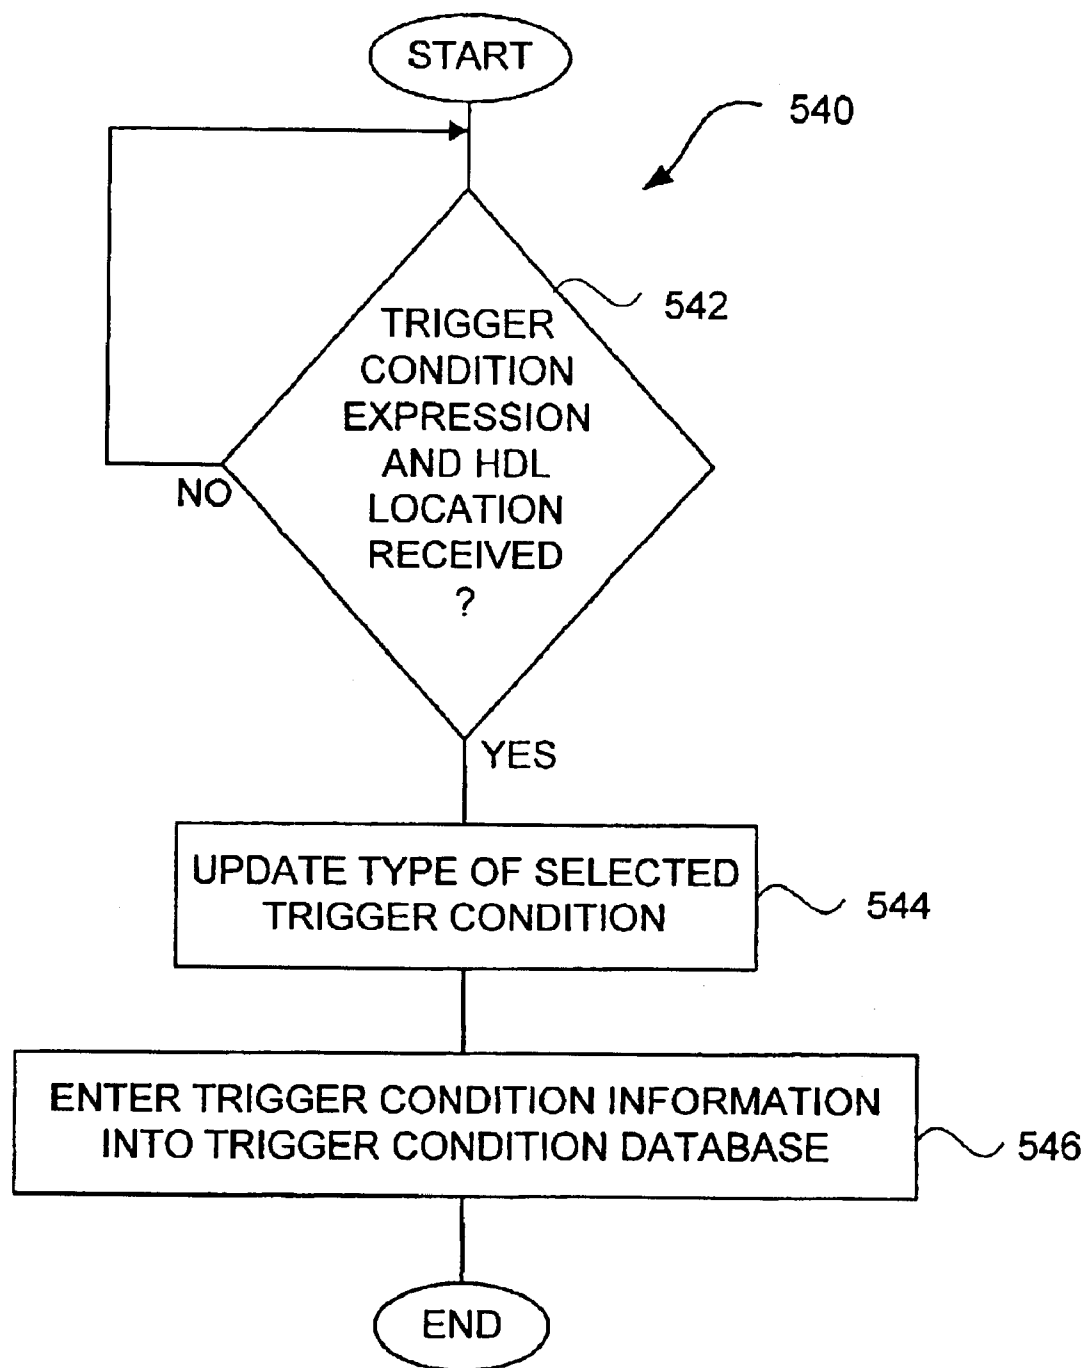 START
540
542
TRIGGER
CONDITION
EXPRESSION
AND HDL
LOCATION
RECEIVED
?
NO
YES
UPDATE TYPE OF SELECTED
TRIGGER CONDITION
544
ENTER TRIGGER CONDITION INFORMATION
INTO TRIGGER CONDITION DATABASE
546
END